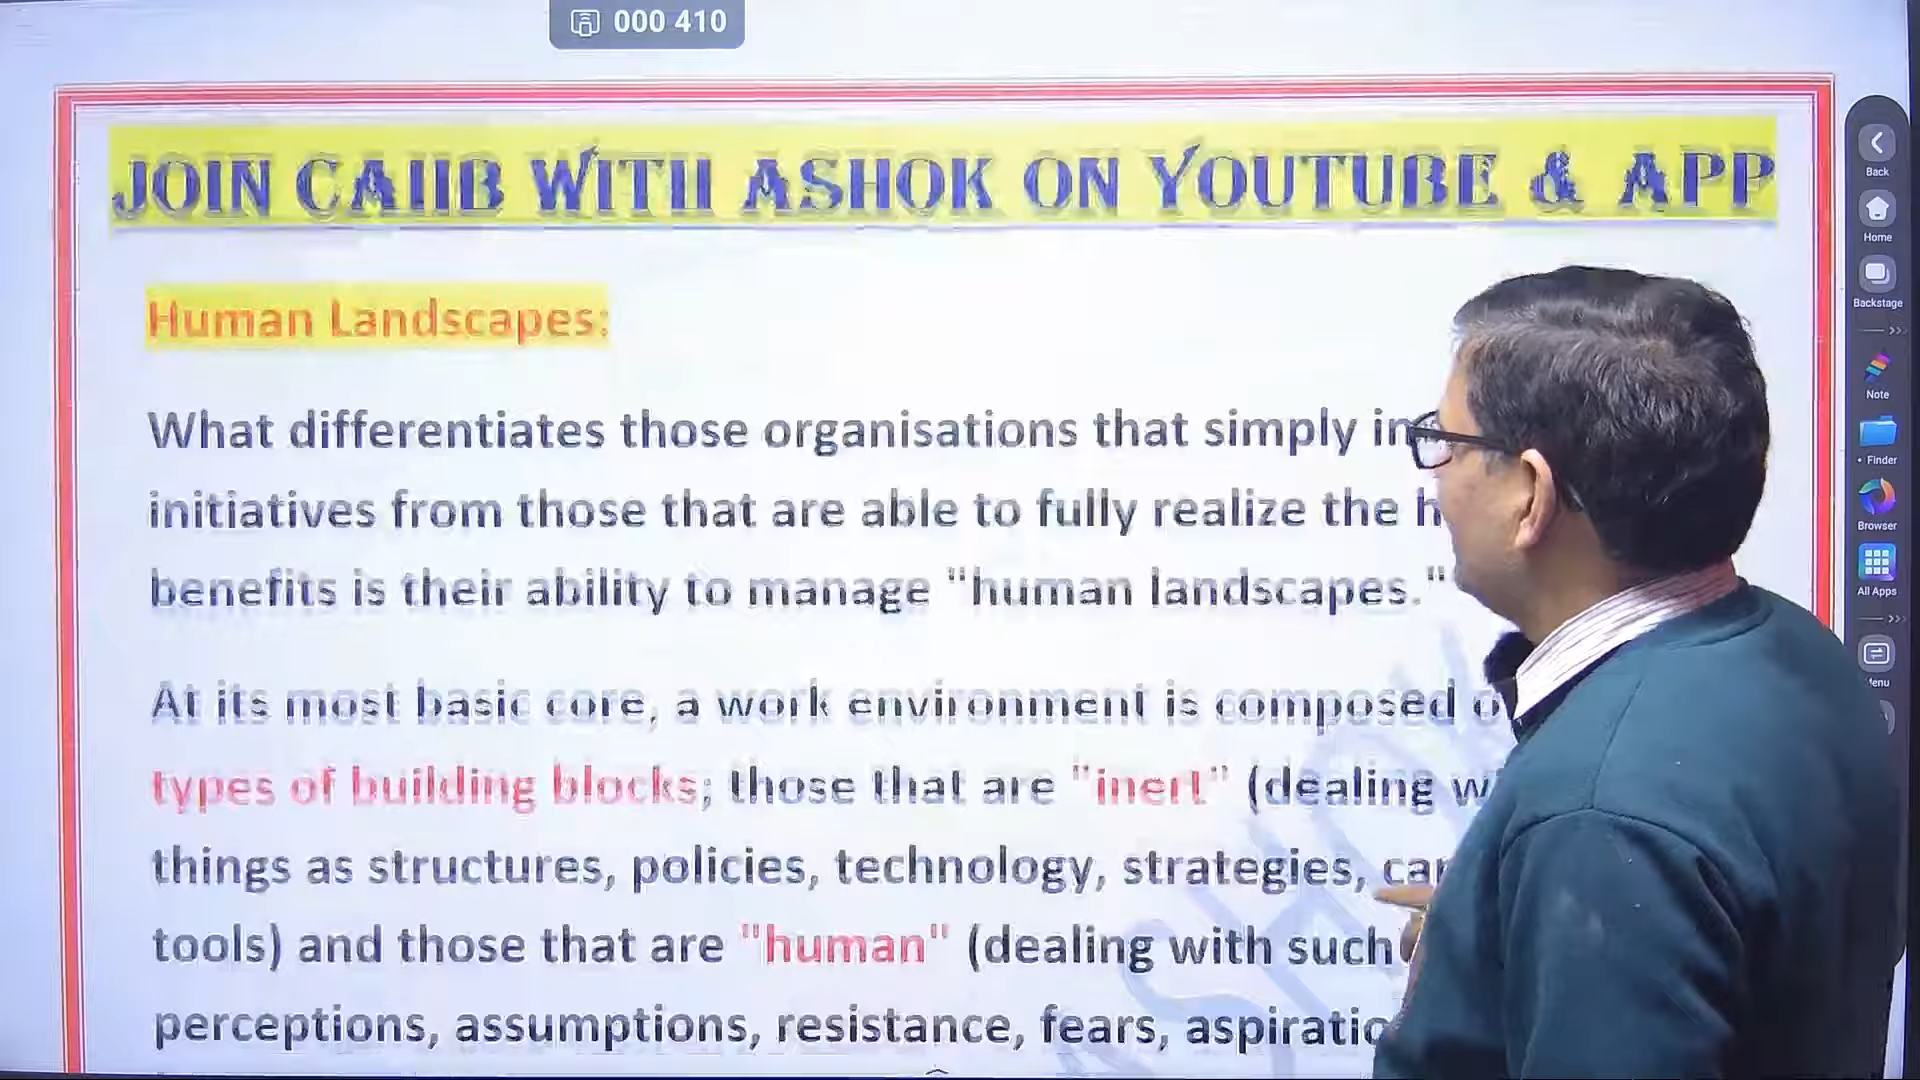 000 410
JOIN CAIIB WITH ASHOK ON YOUTUBE & APP
Human Landscapes:
What differentiates those organisations that simply
initiatives from those that are able to fully realize the
benefits is their ability to manage "human landscapes."
At its most basic core, a work environment is composed
types of building blocks; those that are "inert" (dealing
things as structures, policies, technology, strategies,
tools) and those that are "human" (dealing with such
perceptions, assumptions, resistance, fears,
Back
Home
Backstage
Note
• Finder
Browser
All Apps